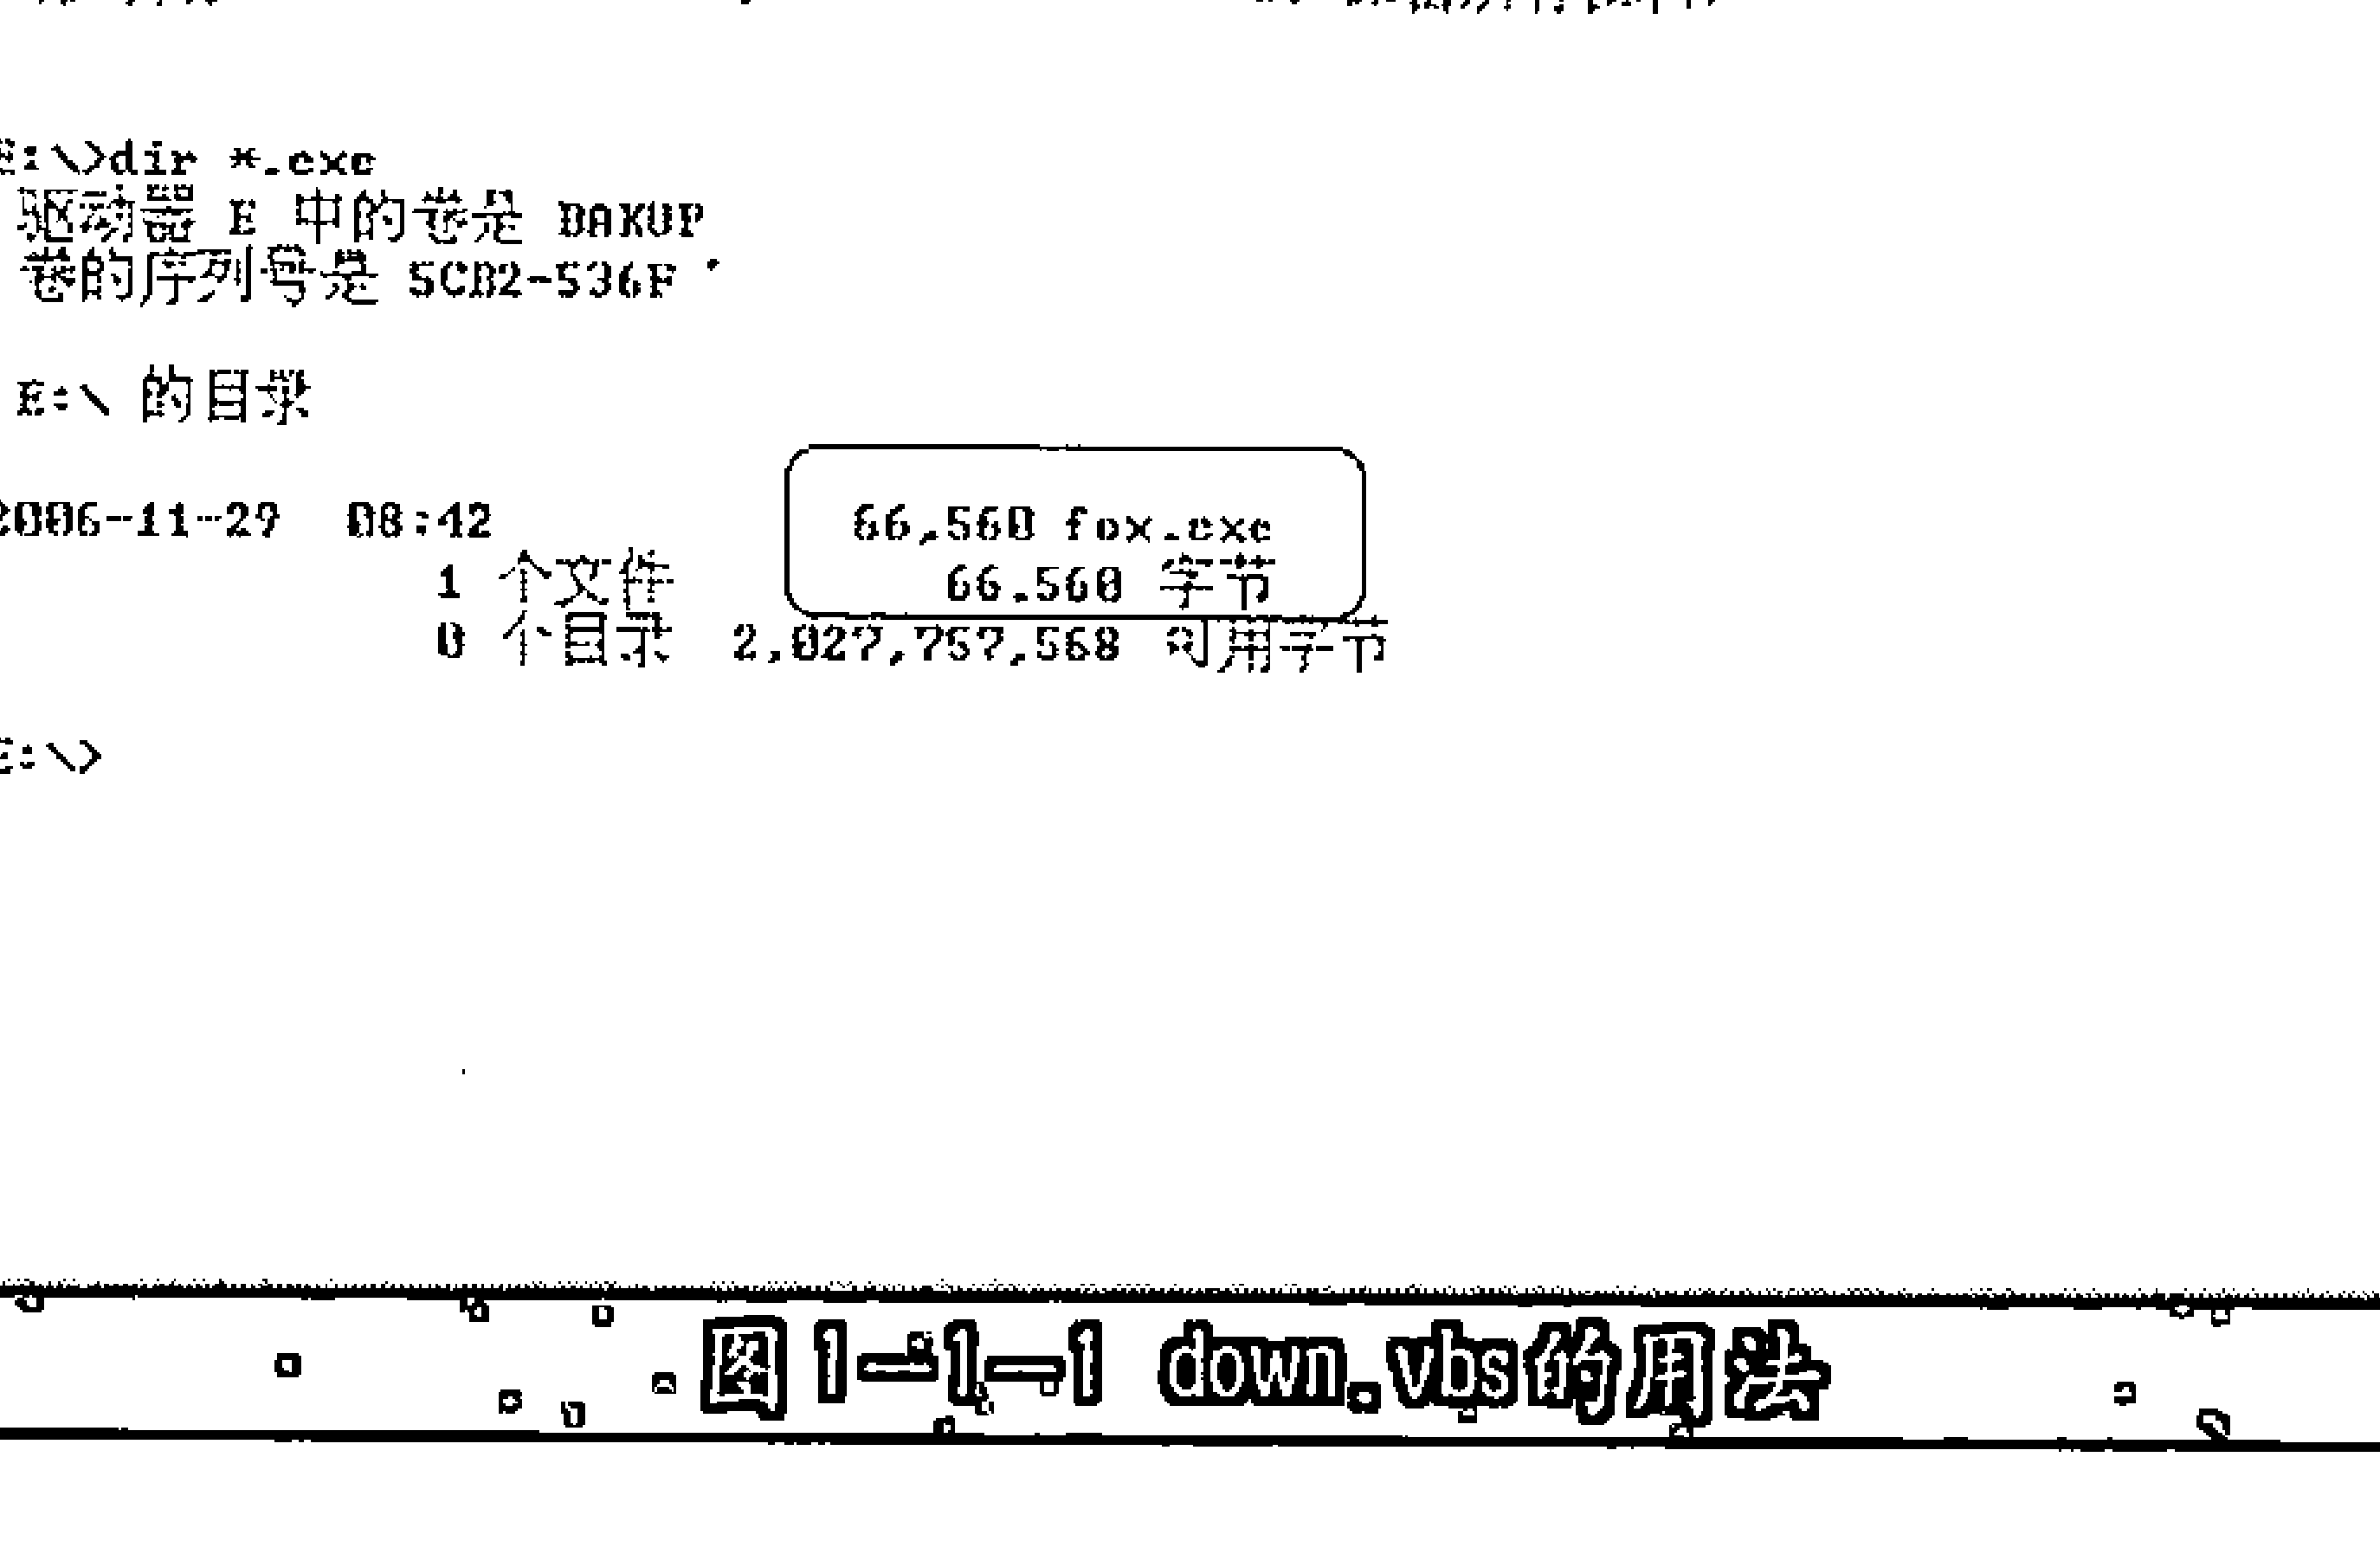 E:\>dir *.exe
驱动器 E 中的卷是 BAKUP
卷的序列号是 5CB2-536F
E:\ 的目录
2006-11-29 08:42 66,560 fox.exe
1 个文件 66,560 字节
0 个目录 2,027,757,568 可用字节
E:\>
图1-1-1 down.vbs的用法